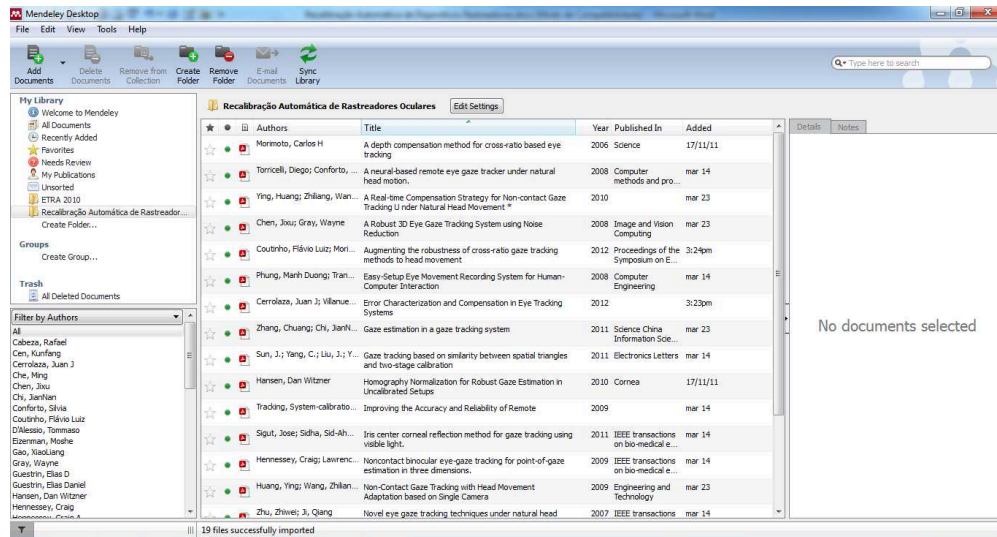 Mendeley Desktop
File Edit View Tools Help
Add Documents
Delete Documents
Remove from Collection
Create Folder
Remove Folder
E-mail Documents
Sync Library
Type here to search
My Library
Welcome to Mendeley
All Documents
Recently Added
Favorites
Needs Review
My Publications
Unsorted
ETRA 2010
Recalibração Automática de Rastreador...
Create Folder...
Groups
Create Group...
Trash
All Deleted Documents
Filter by Authors
All
Cabeza, Rafael
Cen, Kunfang
Cerrolaza, Juan J
Che, Ming
Chen, Jixu
Chi, JianNan
Conforto, Silvia
Coutinho, Flávio Luiz
D'Alessio, Tommaso
Eizenman, Moshe
Gao, XiaoLiang
Gray, Wayne
Guestrin, Elias D
Guestrin, Elias Daniel
Hansen, Dan Witzner
Hennessey, Craig
Hennessey, Craig A
Recalibração Automática de Rastreadores Oculares Edit Settings
Authors Title Year Published In Added
Morimoto, Carlos H A depth compensation method for cross-ratio based eye 2006 Science 17/11/11
tracking
Torricelli, Diego; Conforto, ... A neural-based remote eye gaze tracker under natural 2008 Computer mar 14
head motion. methods and pro...
Ying, Huang; Zhiliang, Wan... A Real-time Compensation Strategy for Non-contact Gaze 2010 mar 23
Tracking U nder Natural Head Movement *
Chen, Jixu; Gray, Wayne A Robust 3D Eye Gaze Tracking System using Noise 2008 Image and Vision mar 23
Reduction Computing
Coutinho, Flávio Luiz; Mori... Augmenting the robustness of cross-ratio gaze tracking 2012 Proceedings of the 3:24pm
methods to head movement Symposium on E...
Phung, Manh Duong; Tran... Easy-Setup Eye Movement Recording System for Human- 2008 Computer mar 14
Computer Interaction Engineering
Cerrolaza, Juan J; Villanue... Error Characterization and Compensation in Eye Tracking 2012 3:23pm
Systems
Zhang, Chuang; Chi, JianN... Gaze estimation in a gaze tracking system 2011 Science China mar 23
Information Scie...
Sun, J.; Yang, C.; Liu, J.; Y... Gaze tracking based on similarity between spatial triangles 2011 Electronics Letters mar 14
and two-stage calibration
Hansen, Dan Witzner Homography Normalization for Robust Gaze Estimation in 2010 Cornea 17/11/11
Uncalibrated Setups
Tracking, System-calibratio... Improving the Accuracy and Reliability of Remote 2009 mar 14
Sigut, Jose; Sidha, Sid-Ah... Iris center corneal reflection method for gaze tracking using 2011 IEEE transactions mar 14
visible light. on bio-medical e...
Hennessey, Craig; Lawrenc... Noncontact binocular eye-gaze tracking for point-of-gaze 2009 IEEE transactions mar 14
estimation in three dimensions. on bio-medical e...
Huang, Ying; Wang, Zhilian... Non-Contact Gaze Tracking with Head Movement 2009 Engineering and mar 23
Adaptation based on Single Camera Technology
Zhu, Zhiwei; Ji, Qiang Novel eye gaze tracking techniques under natural head 2007 IEEE transactions mar 14
Details Notes
No documents selected
19 files successfully imported